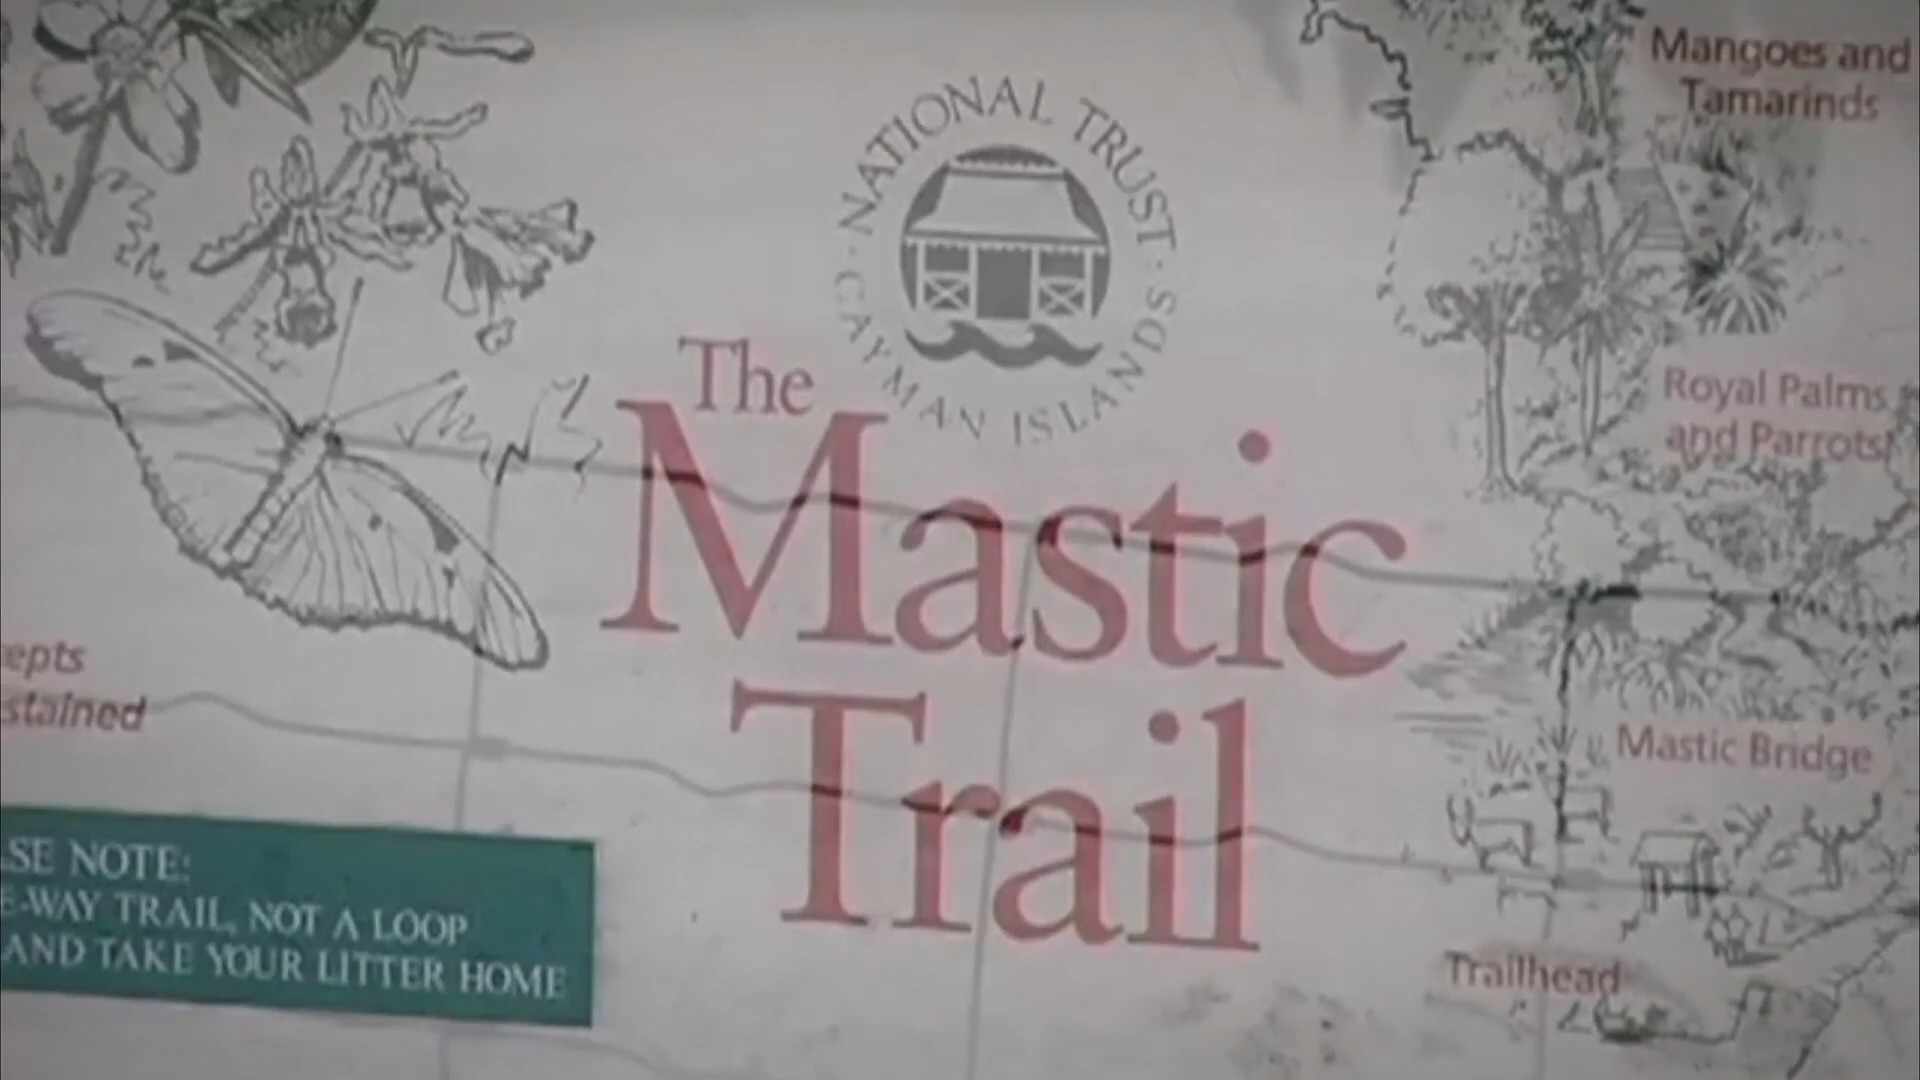 Mangoes and
Tamarinds
NATIONAL TRUST
· CAYMAN ISLANDS ·
The
Mastic
Trail
Royal Palms
and Parrots
Mastic Bridge
Trailhead
epts
stained
SE NOTE:
E-WAY TRAIL, NOT A LOOP
AND TAKE YOUR LITTER HOME